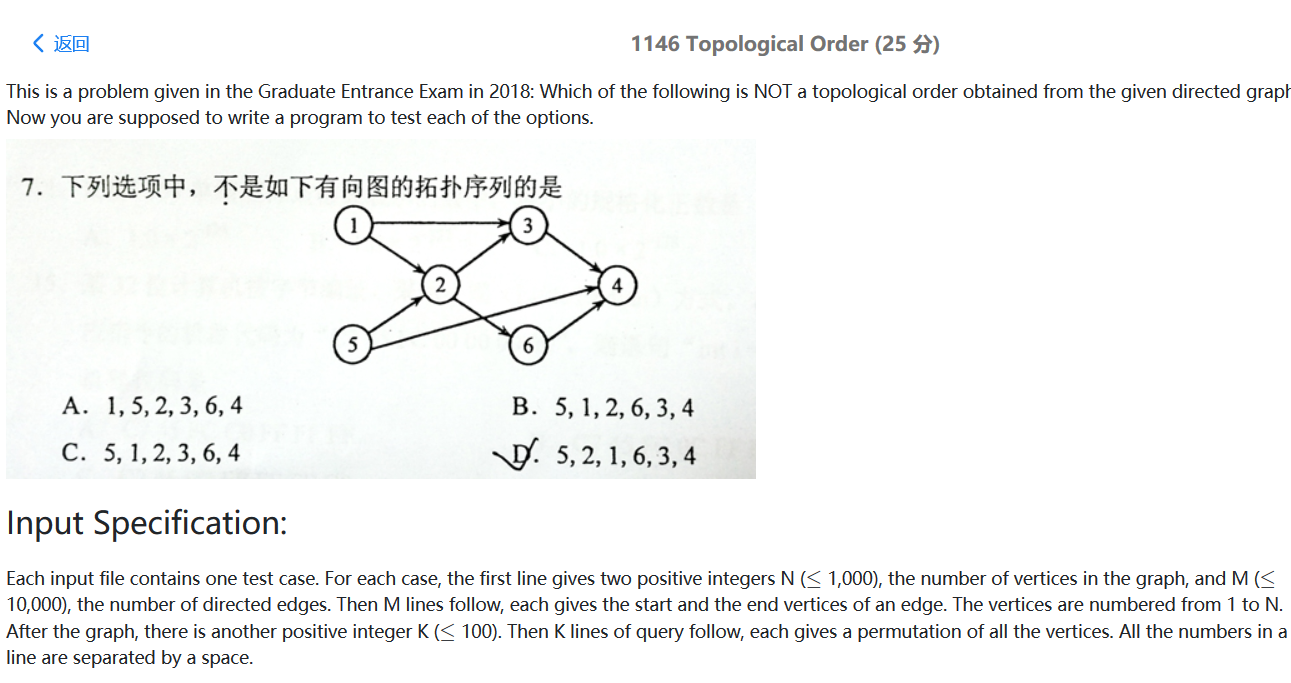 返回
1146 Topological Order (25 分)
This is a problem given in the Graduate Entrance Exam in 2018: Which of the following is NOT a topological order obtained from the given directed graph
Now you are supposed to write a program to test each of the options.
7. 下列选项中，不是如下有向图的拓扑序列的是
1
3
2
4
5
6
A. 1, 5, 2, 3, 6, 4
B. 5, 1, 2, 6, 3, 4
C. 5, 1, 2, 3, 6, 4
D. 5, 2, 1, 6, 3, 4
Input Specification:
Each input file contains one test case. For each case, the first line gives two positive integers N (≤ 1,000), the number of vertices in the graph, and M (≤
10,000), the number of directed edges. Then M lines follow, each gives the start and the end vertices of an edge. The vertices are numbered from 1 to N.
After the graph, there is another positive integer K (≤ 100). Then K lines of query follow, each gives a permutation of all the vertices. All the numbers in a
line are separated by a space.